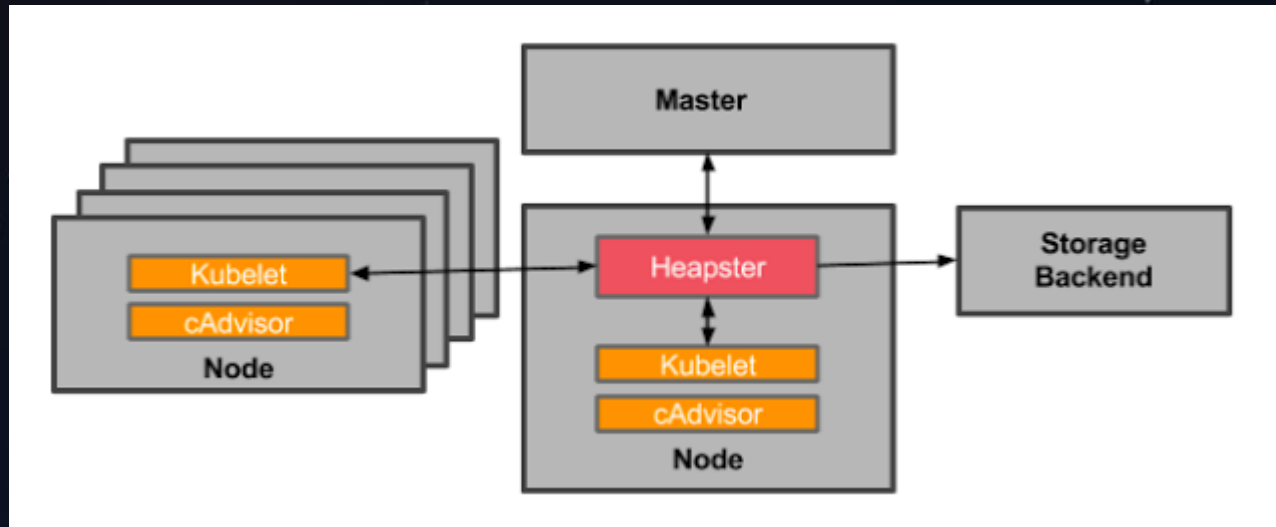 Master
Kubelet
cAdvisor
Node
Heapster
Kubelet
cAdvisor
Node
Storage
Backend